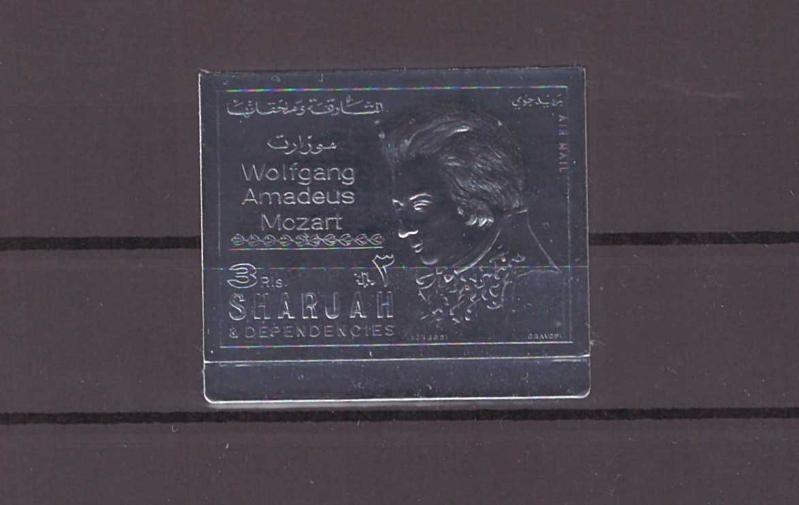 الشارقة وملحقاتها
بريد جوي
AIR MAIL
موزارت
Wolfgang
Amadeus
Mozart
3 Rls. ٣
SHARJAH
& DEPENDENCIES